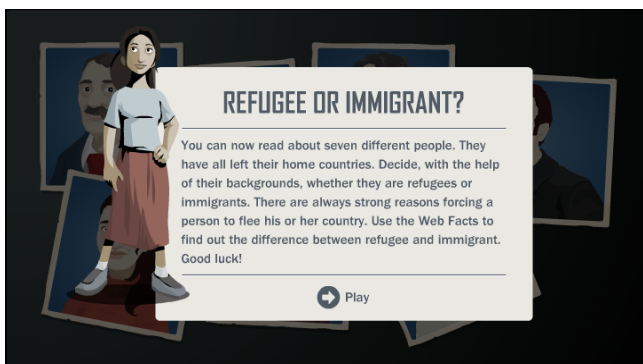 REFUGEE OR IMMIGRANT?
You can now read about seven different people. They
have all left their home countries. Decide, with the help
of their backgrounds, whether they are refugees or
immigrants. There are always strong reasons forcing a
person to flee his or her country. Use the Web Facts to
find out the difference between refugee and immigrant.
Good luck!
Play